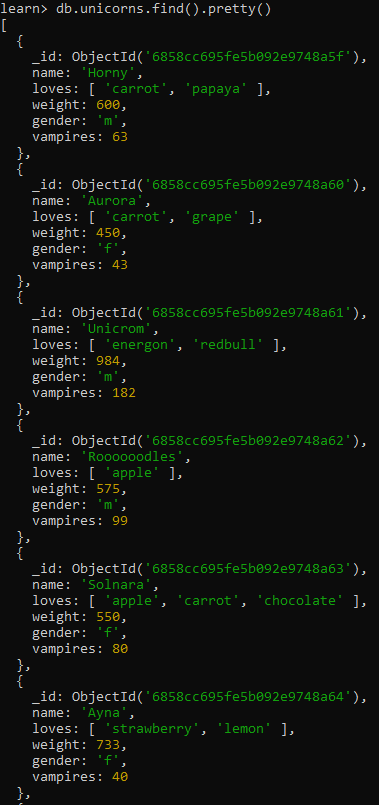 learn> db.unicorns.find().pretty()
[
  {
    _id: ObjectId('6858cc695fe5b092e9748a5f'),
    name: 'Horny',
    loves: [ 'carrot', 'papaya' ],
    weight: 600,
    gender: 'm',
    vampires: 63
  },
  {
    _id: ObjectId('6858cc695fe5b092e9748a60'),
    name: 'Aurora',
    loves: [ 'carrot', 'grape' ],
    weight: 450,
    gender: 'f',
    vampires: 43
  },
  {
    _id: ObjectId('6858cc695fe5b092e9748a61'),
    name: 'Unicrom',
    loves: [ 'energon', 'redbull' ],
    weight: 984,
    gender: 'm',
    vampires: 182
  },
  {
    _id: ObjectId('6858cc695fe5b092e9748a62'),
    name: 'Roooooodles',
    loves: [ 'apple' ],
    weight: 575,
    gender: 'm',
    vampires: 99
  },
  {
    _id: ObjectId('6858cc695fe5b092e9748a63'),
    name: 'Solnara',
    loves: [ 'apple', 'carrot', 'chocolate' ],
    weight: 550,
    gender: 'f',
    vampires: 80
  },
  {
    _id: ObjectId('6858cc695fe5b092e9748a64'),
    name: 'Ayna',
    loves: [ 'strawberry', 'lemon' ],
    weight: 733,
    gender: 'f',
    vampires: 40
  },